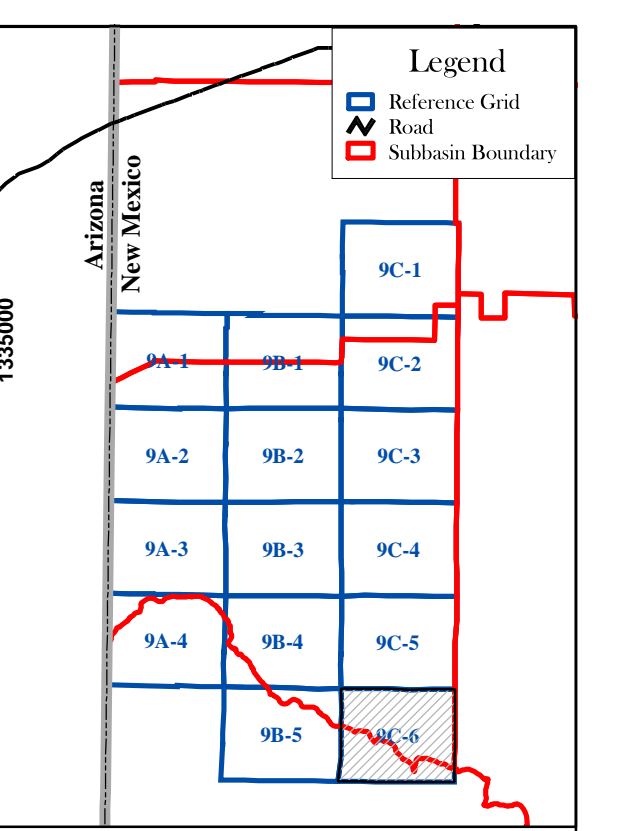 Legend
Reference Grid
Road
Subbasin Boundary
Arizona
New Mexico
1335000
9C-1
9A-1
9B-1
9C-2
9A-2
9B-2
9C-3
9A-3
9B-3
9C-4
9A-4
9B-4
9C-5
9B-5
9C-6